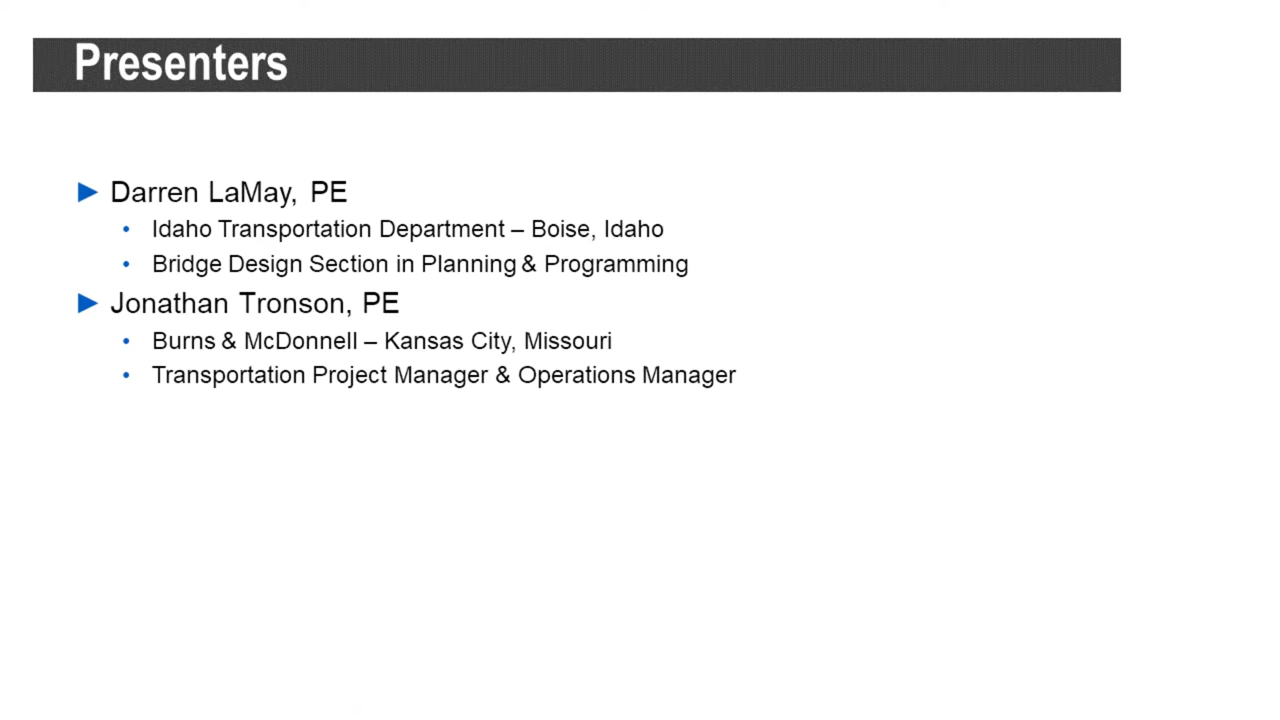 Presenters
Darren LaMay, PE
Idaho Transportation Department – Boise, Idaho
Bridge Design Section in Planning & Programming
Jonathan Tronson, PE
Burns & McDonnell – Kansas City, Missouri
Transportation Project Manager & Operations Manager